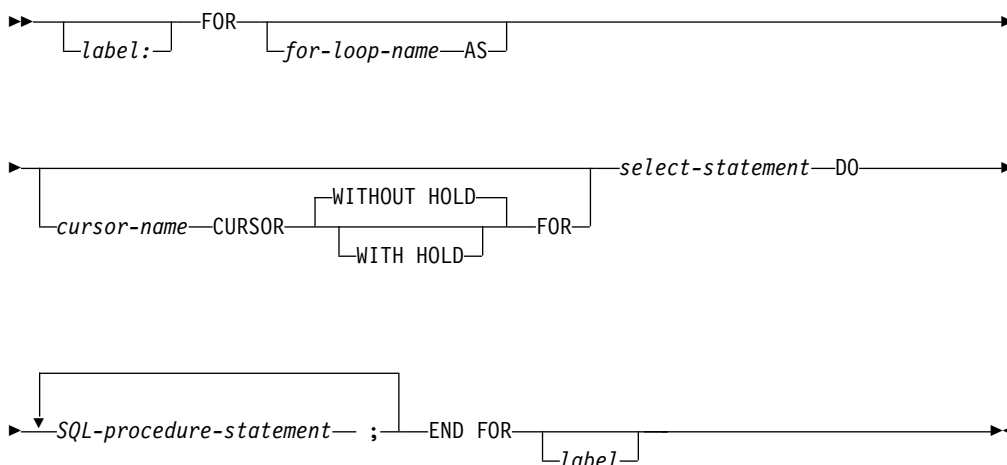 FOR
label: for-loop-name AS
select-statement DO
WITHOUT HOLD
cursor-name CURSOR FOR
WITH HOLD
SQL-procedure-statement ; END FOR
label